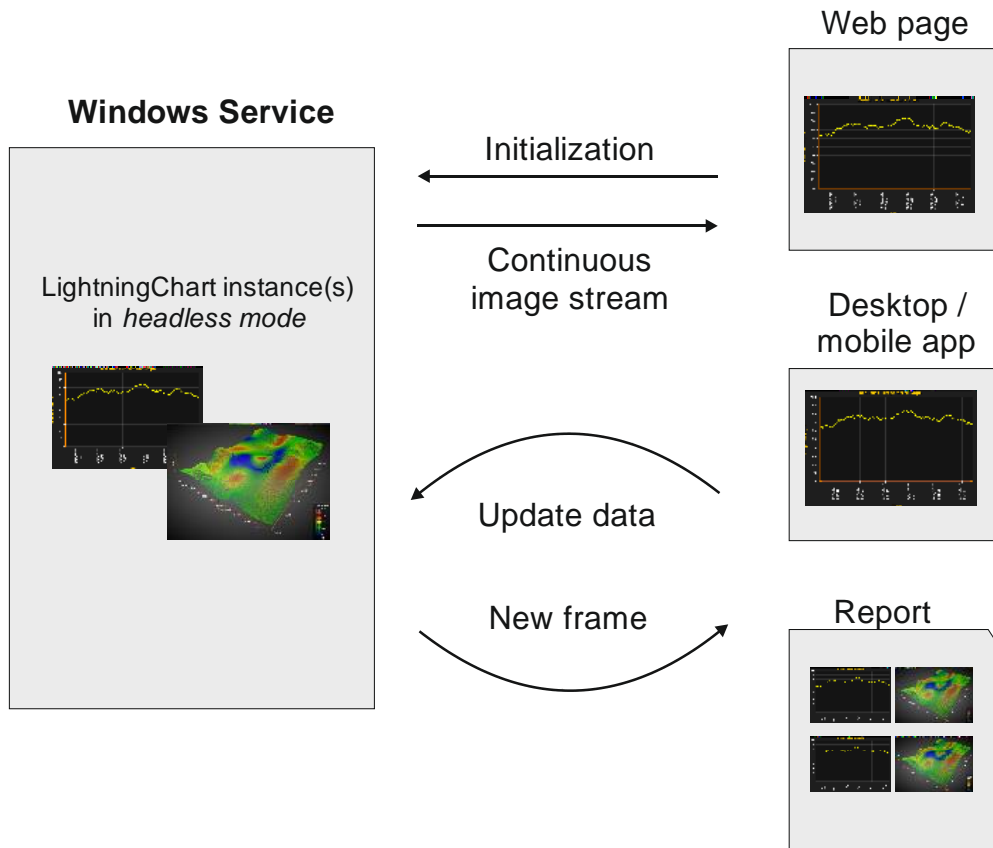 Web page
Windows Service
Initialization
Continuous
image stream
LightningChart instance(s)
in headless mode
Desktop /
mobile app
Update data
New frame
Report